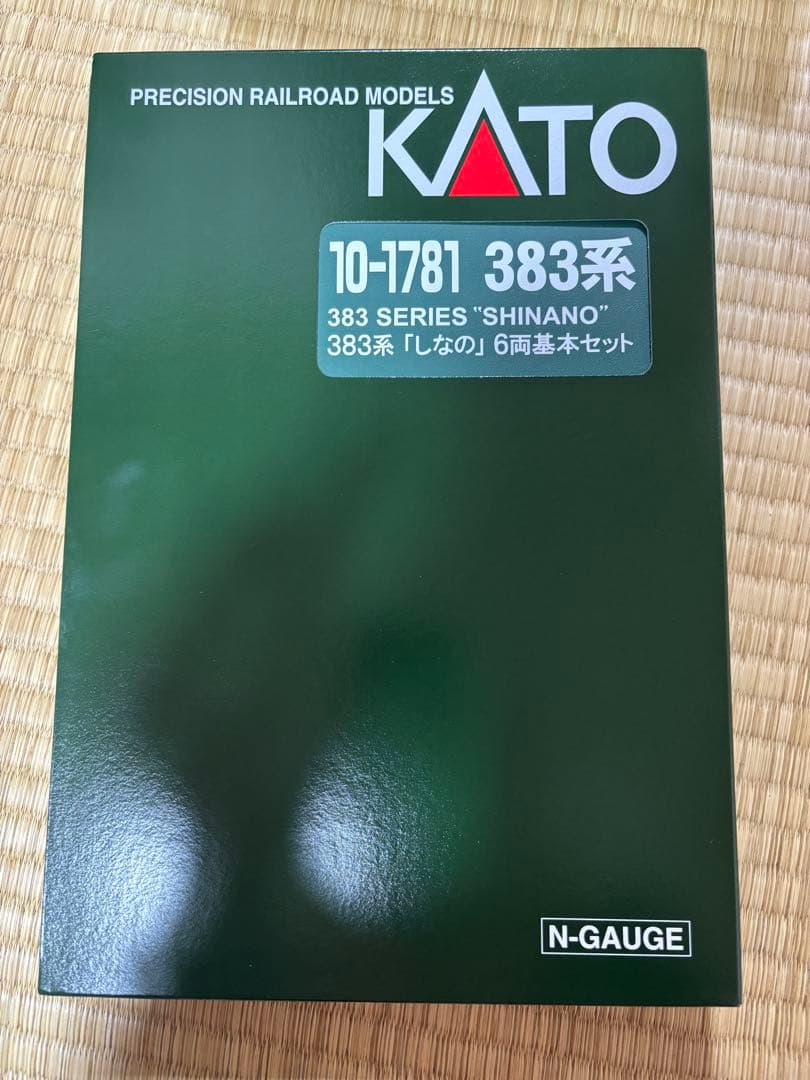 PRECISION RAILROAD MODELS
KATO
10-1781 383系
383 SERIES "SHINANO"
383系「しなの」6両基本セット
N-GAUGE